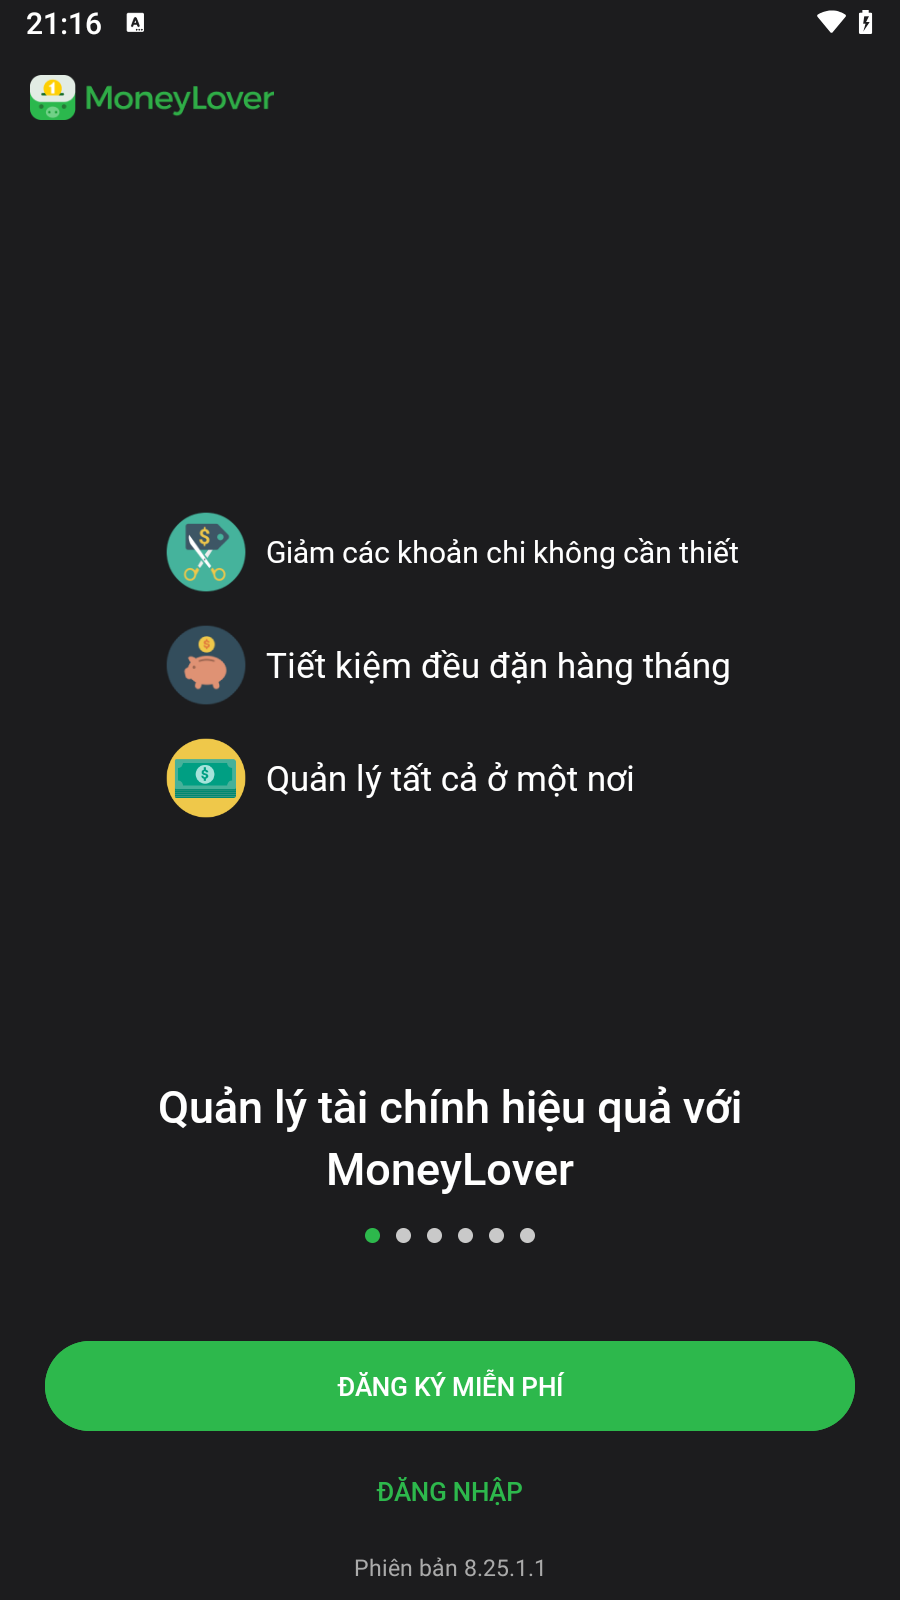 21:16
MoneyLover
Giảm các khoản chi không cần thiết
Tiết kiệm đều đặn hàng tháng
Quản lý tất cả ở một nơi
Quản lý tài chính hiệu quả với
MoneyLover
ĐĂNG KÝ MIỄN PHÍ
ĐĂNG NHẬP
Phiên bản 8.25.1.1